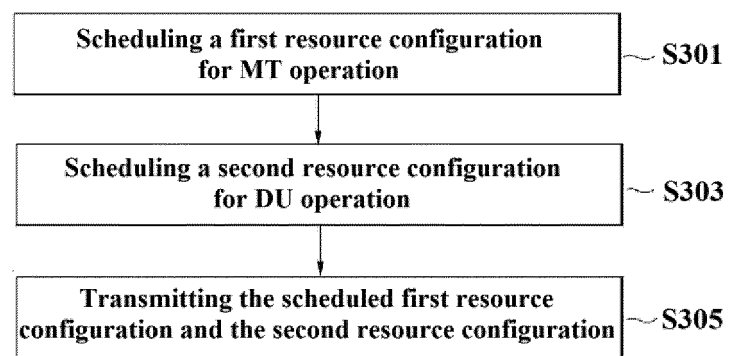 Scheduling a first resource configuration
for MT operation
S301
Scheduling a second resource configuration
for DU operation
S303
Transmitting the scheduled first resource
configuration and the second resource configuration
S305